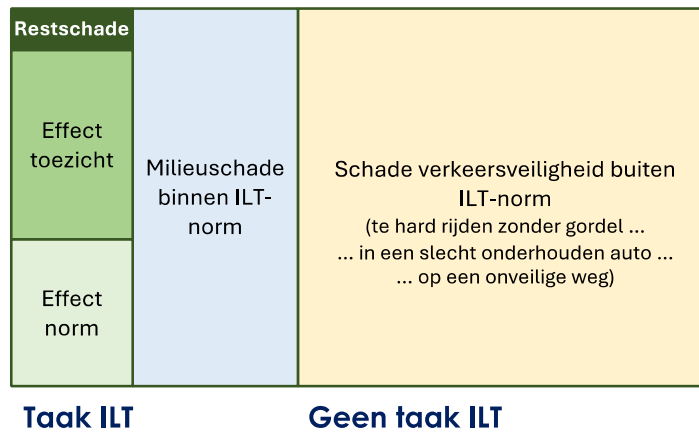 Restschade
Effect
toezicht
Effect
norm
Milieuschade
binnen ILT-
norm
Schade verkeersveiligheid buiten
ILT-norm
(te hard rijden zonder gordel ...
... in een slecht onderhouden auto ...
... op een onveilige weg)
Taak ILT
Geen taak ILT